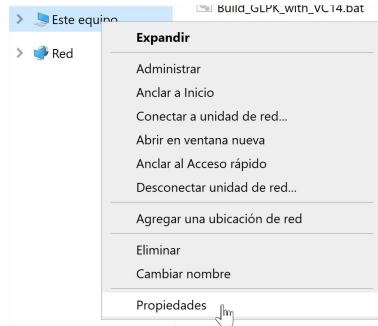 Este equipo
Build_GLPK_with_VC14.bat
Expandir
Red
Administrar
Anclar a Inicio
Conectar a unidad de red...
Abrir en ventana nueva
Anclar al Acceso rápido
Desconectar unidad de red...
Agregar una ubicación de red
Eliminar
Cambiar nombre
Propiedades